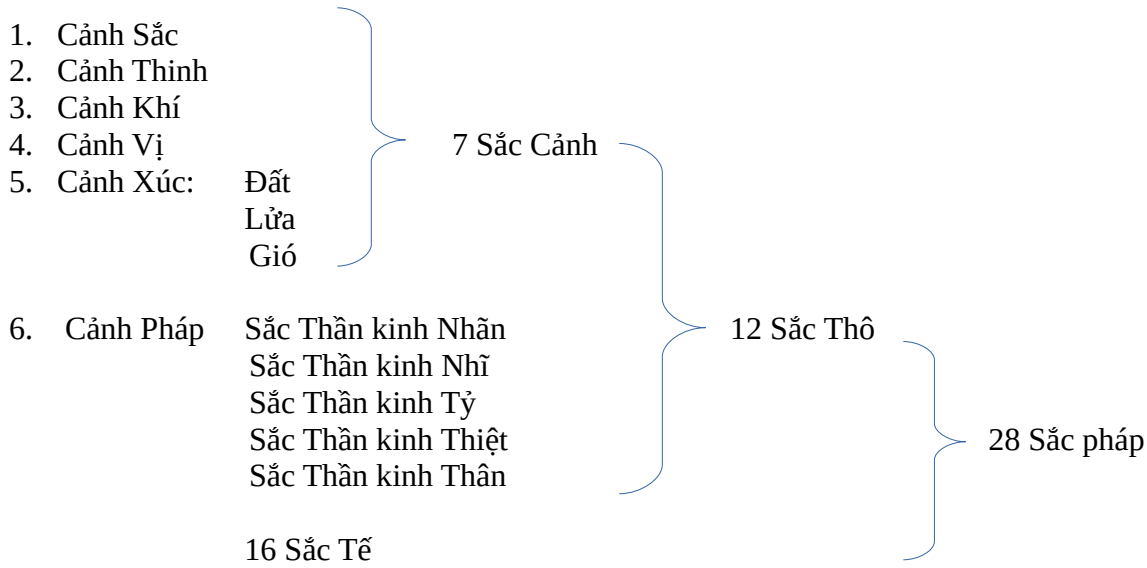 1. Cảnh Sắc
2. Cảnh Thinh
3. Cảnh Khí
4. Cảnh Vị
7 Sắc Cảnh
5. Cảnh Xúc: Đất
Lửa
Gió
6. Cảnh Pháp Sắc Thần kinh Nhãn
12 Sắc Thô
Sắc Thần kinh Nhĩ
Sắc Thần kinh Tỷ
Sắc Thần kinh Thiệt
28 Sắc pháp
Sắc Thần kinh Thân
16 Sắc Tế